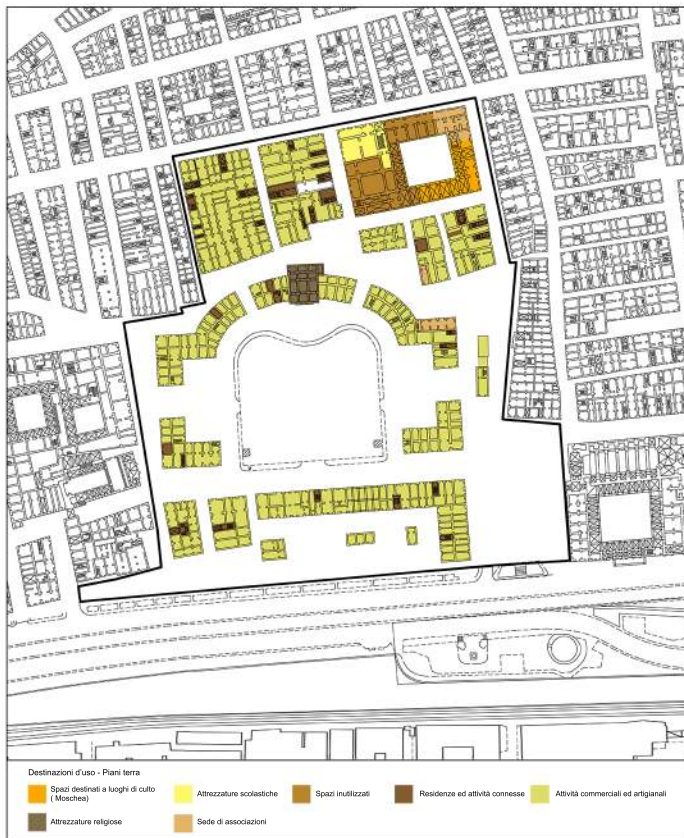 Destinazioni d'uso - Piani terra
Spazi destinati a luoghi di culto
( Moschea)
Attrezzature scolastiche
Spazi inutilizzati
Residenze ed attività connesse
Attività commerciali ed artigianali
Attrezzature religiose
Sede di associazioni